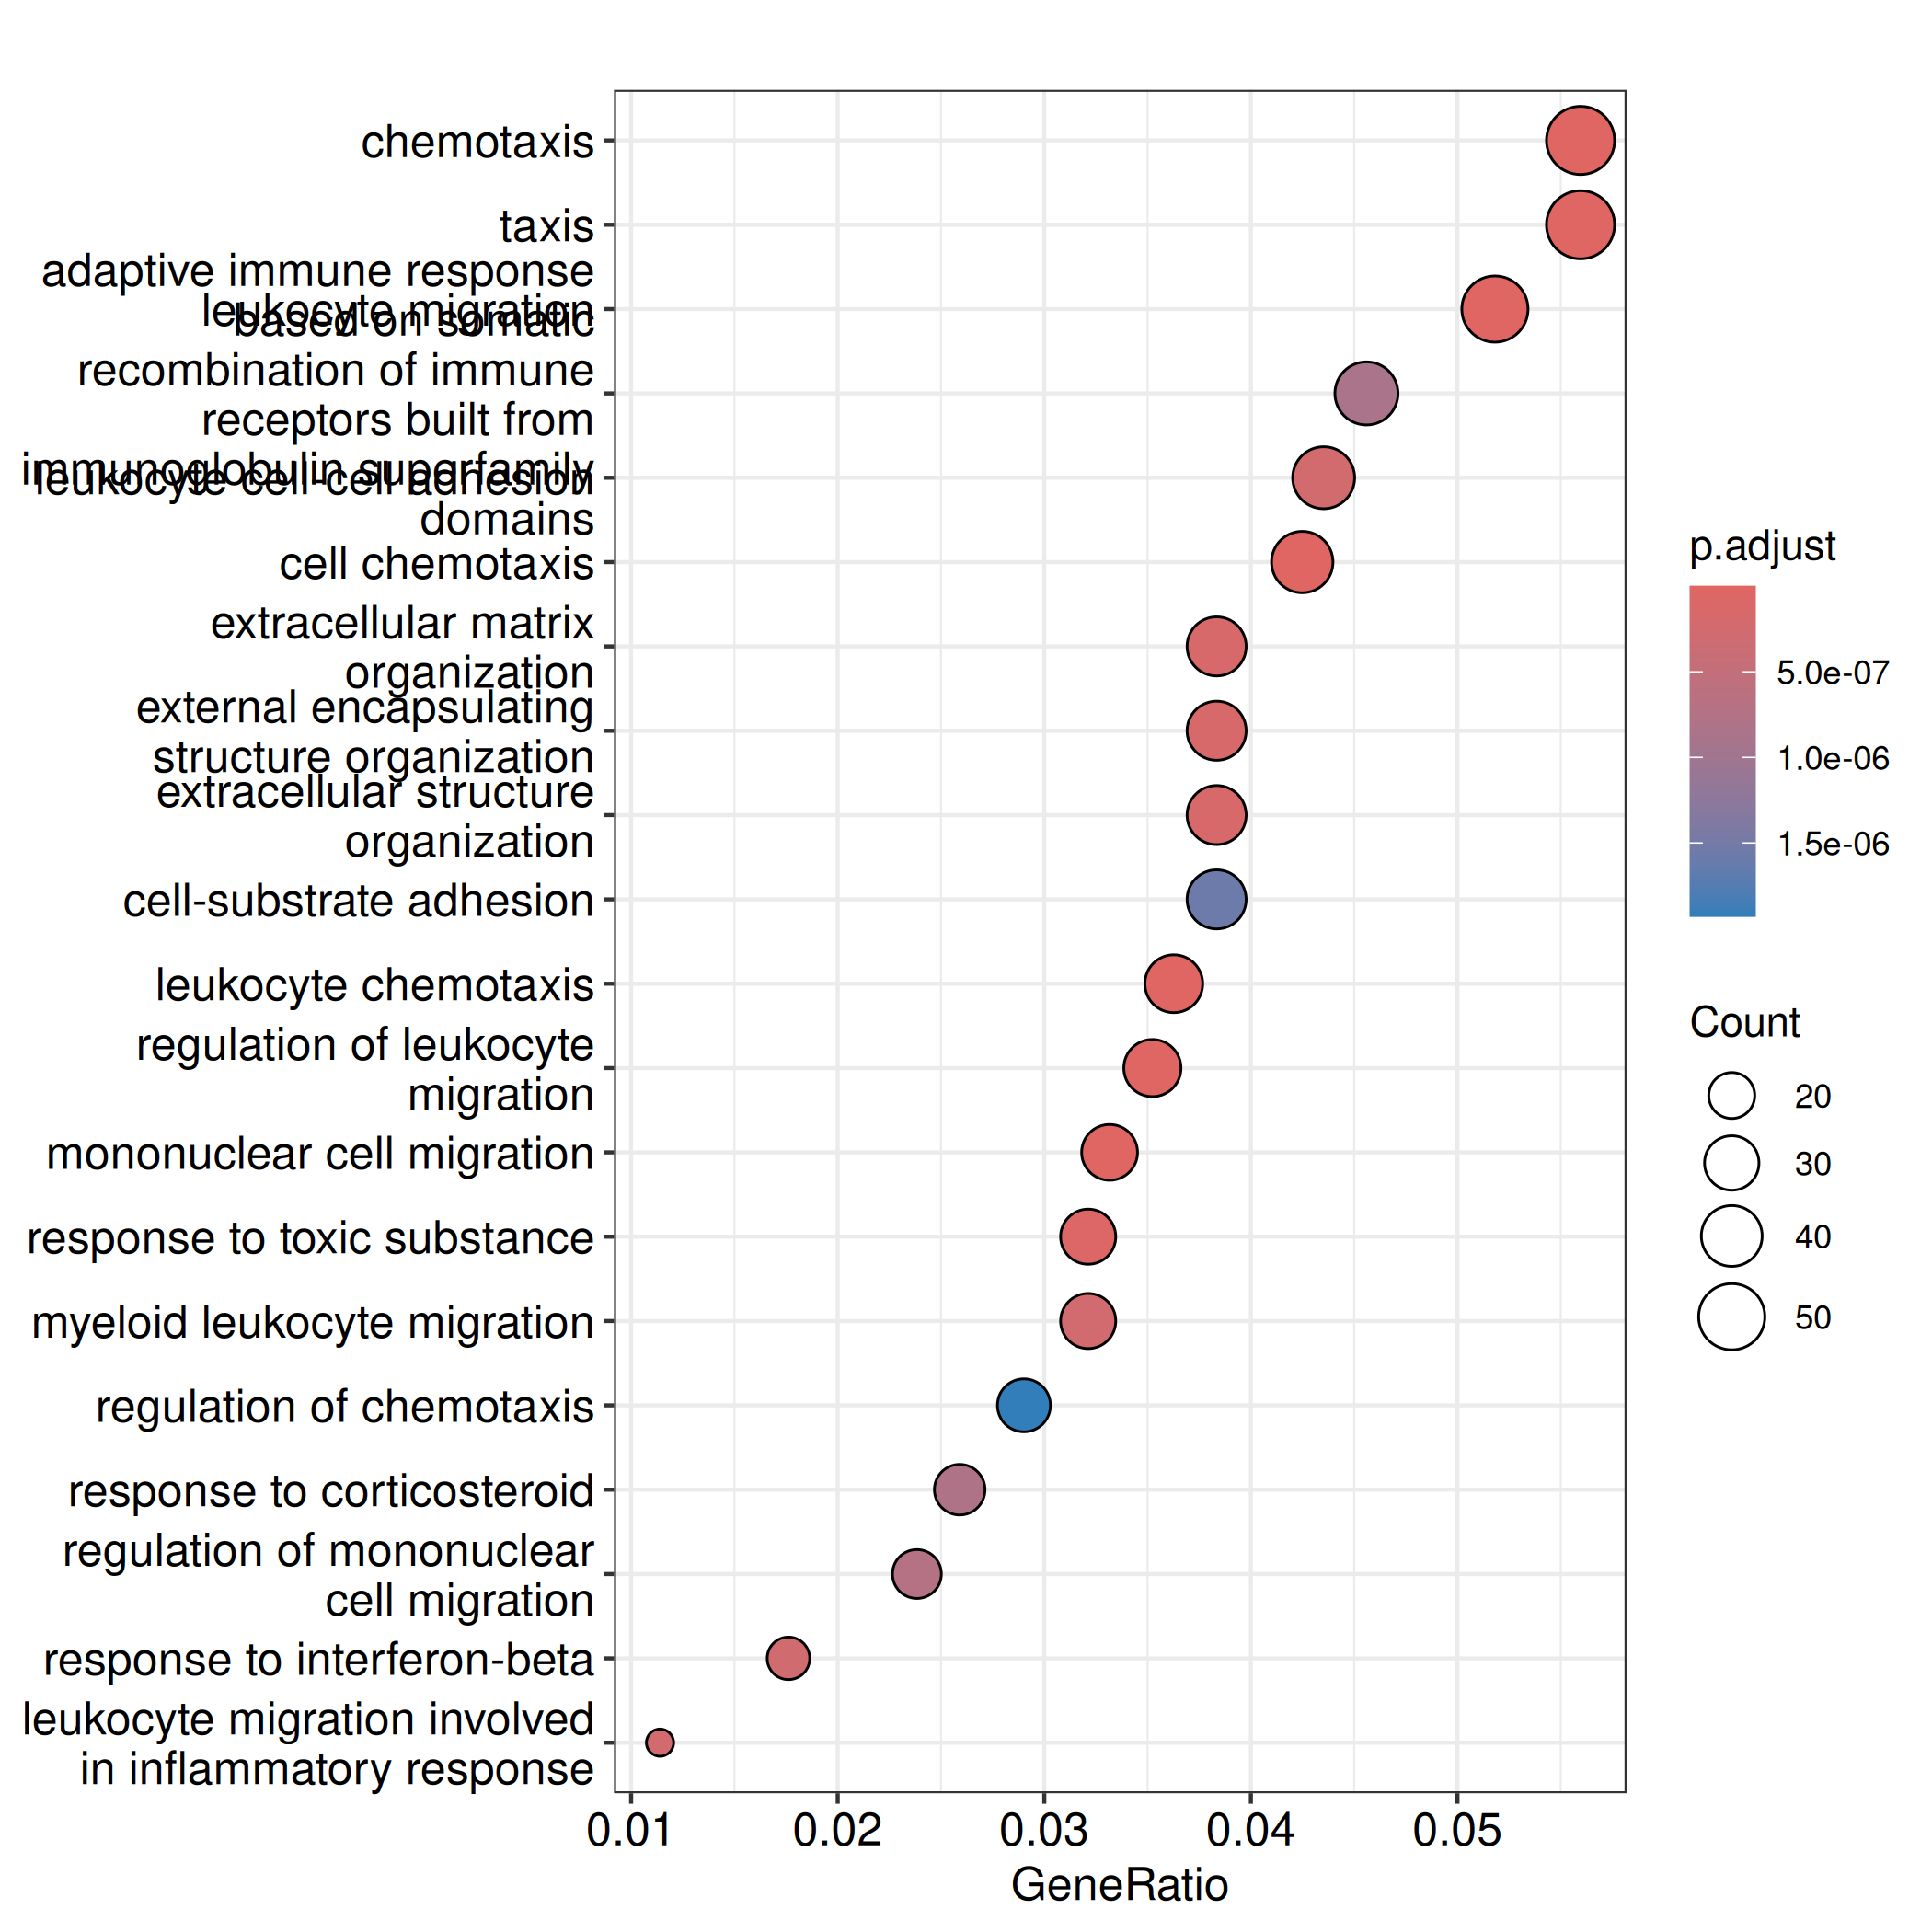 chemotaxis
taxis
adaptive immune response
leukocyte migration
based on somatic
recombination of immune
receptors built from
immunoglobulin superfamily
leukocyte cell-cell adhesion
domains
cell chemotaxis
extracellular matrix
organization
external encapsulating
structure organization
extracellular structure
organization
cell-substrate adhesion
leukocyte chemotaxis
regulation of leukocyte
migration
mononuclear cell migration
response to toxic substance
myeloid leukocyte migration
regulation of chemotaxis
response to corticosteroid
regulation of mononuclear
cell migration
response to interferon-beta
leukocyte migration involved
in inflammatory response
0.01 0.02 0.03 0.04 0.05
GeneRatio
p.adjust
5.0e-07
1.0e-06
1.5e-06
Count
20
30
40
50